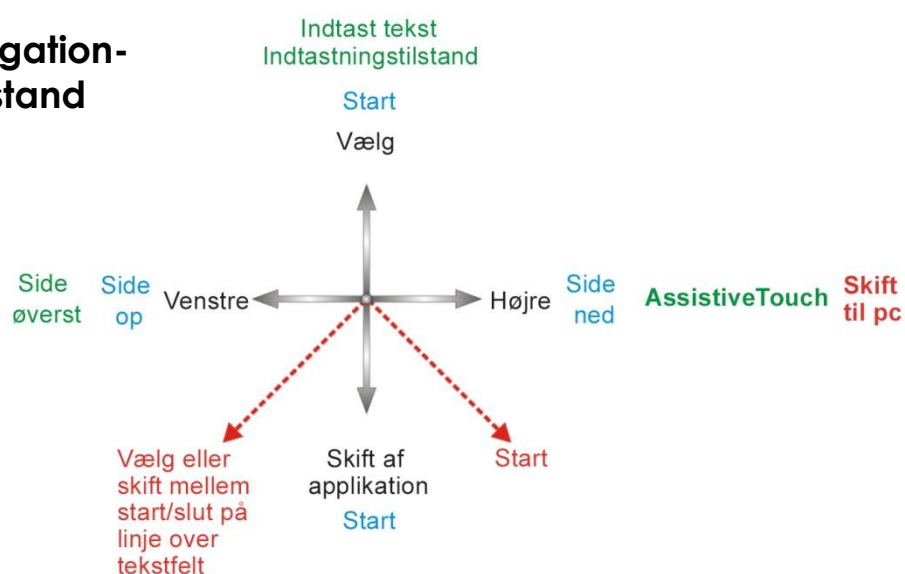 gation-
stand
Indtast tekst
Indtastningstilstand
Start
Vælg
Side
øverst
Side
op
Venstre
Højre
Side
ned
AssistiveTouch
Skift
til pc
Vælg eller
skift mellem
start/slut på
linje over
tekstfelt
Skift af
applikation
Start
Start